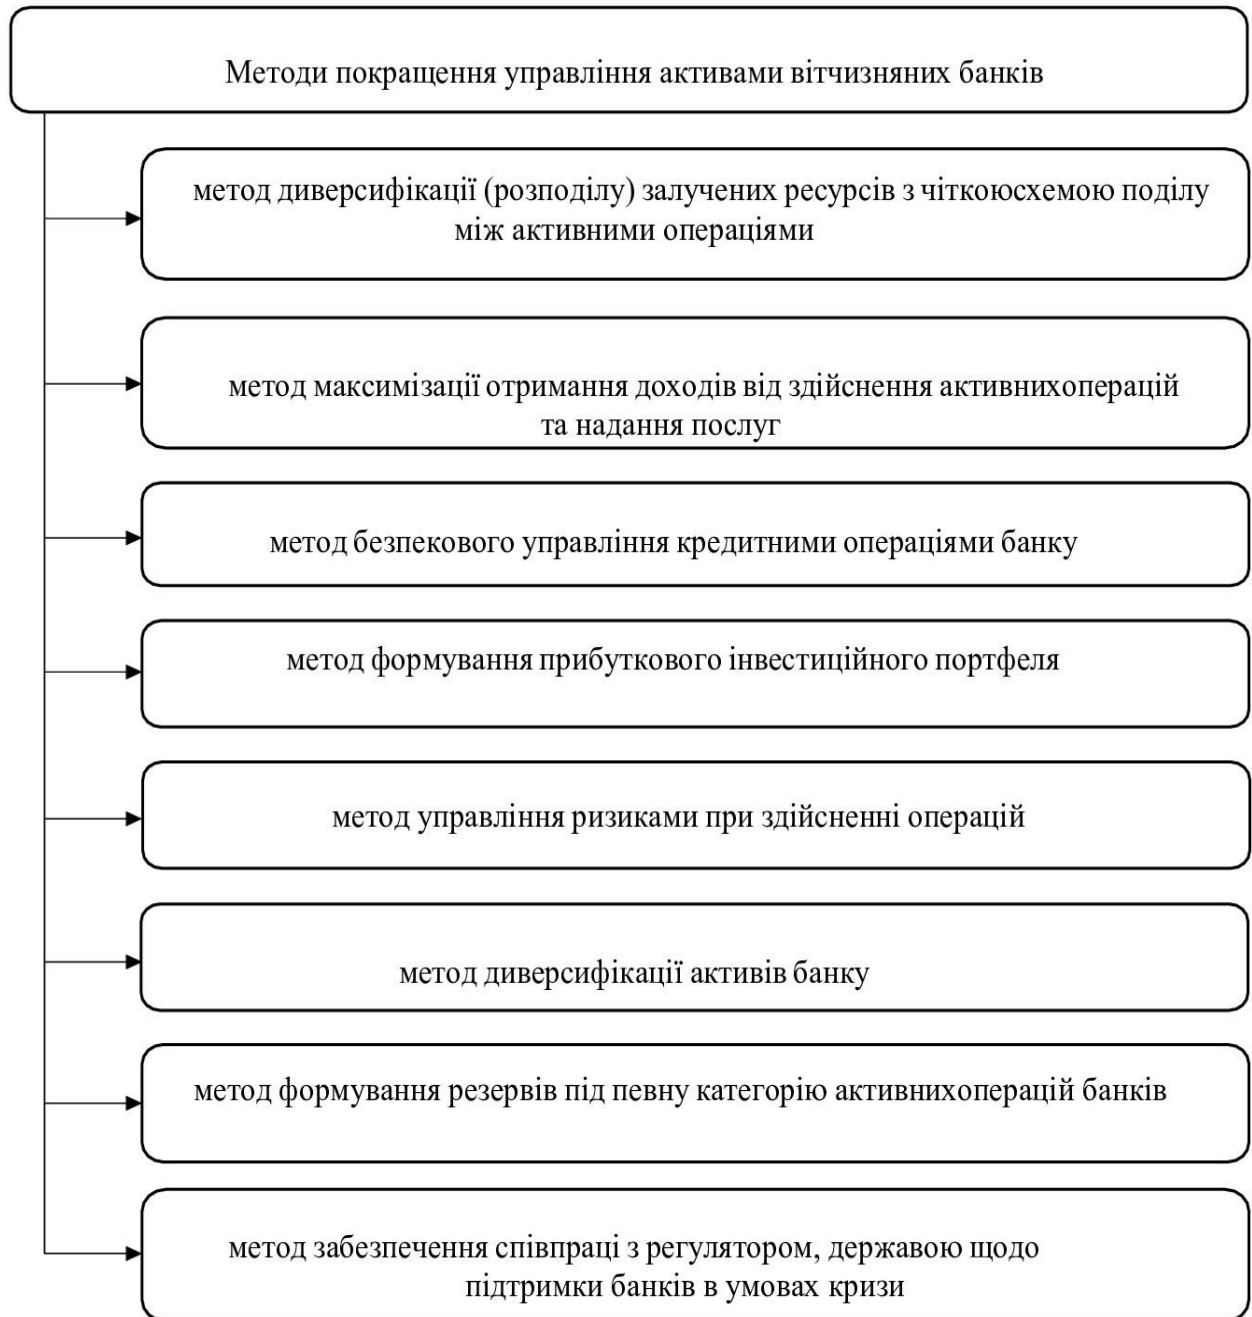 Методи покращення управління активами вітчизняних банків
метод диверсифікації (розподілу) залучених ресурсів з чіткоюсхемою поділу
між активними операціями
метод максимізації отримання доходів від здійснення активнихоперацій
та надання послуг
метод безпекового управління кредитними операціями банку
метод формування прибуткового інвестиційного портфеля
метод управління ризиками при здійсненні операцій
метод диверсифікації активів банку
метод формування резервів під певну категорію активнихоперацій банків
метод забезпечення співпраці з регулятором, державою щодо
підтримки банків в умовах кризи